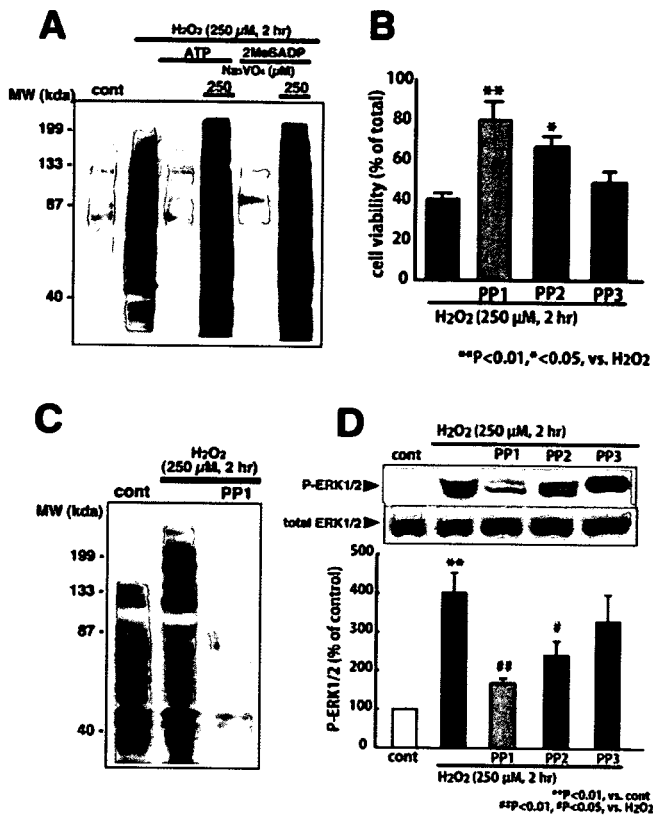 A
H₂O₂ (250 µM, 2 hr)
ATP 2MeSADP
Na₃VO₄ (µM)
MW (kda) cont 250 250
199 -
133 -
87 -
40 -
B
100
80
60
40
20
0
cell viability (% of total)
** *
PP1 PP2 PP3
H₂O₂ (250 µM, 2 hr)
**P<0.01,*<0.05, vs. H₂O₂
C
H₂O₂
(250 µM, 2 hr)
cont PP1
MW (kda)
199 -
133 -
87 -
40 -
D
H₂O₂ (250 µM, 2 hr)
cont PP1 PP2 PP3
P-ERK1/2
total ERK1/2
500
400
300
200
100
0
P-ERK1/2 (% of control)
** ## #
cont PP1 PP2 PP3
H₂O₂ (250 µM, 2 hr)
**P<0.01, vs. cont
##P<0.01, #P<0.05, vs. H₂O₂